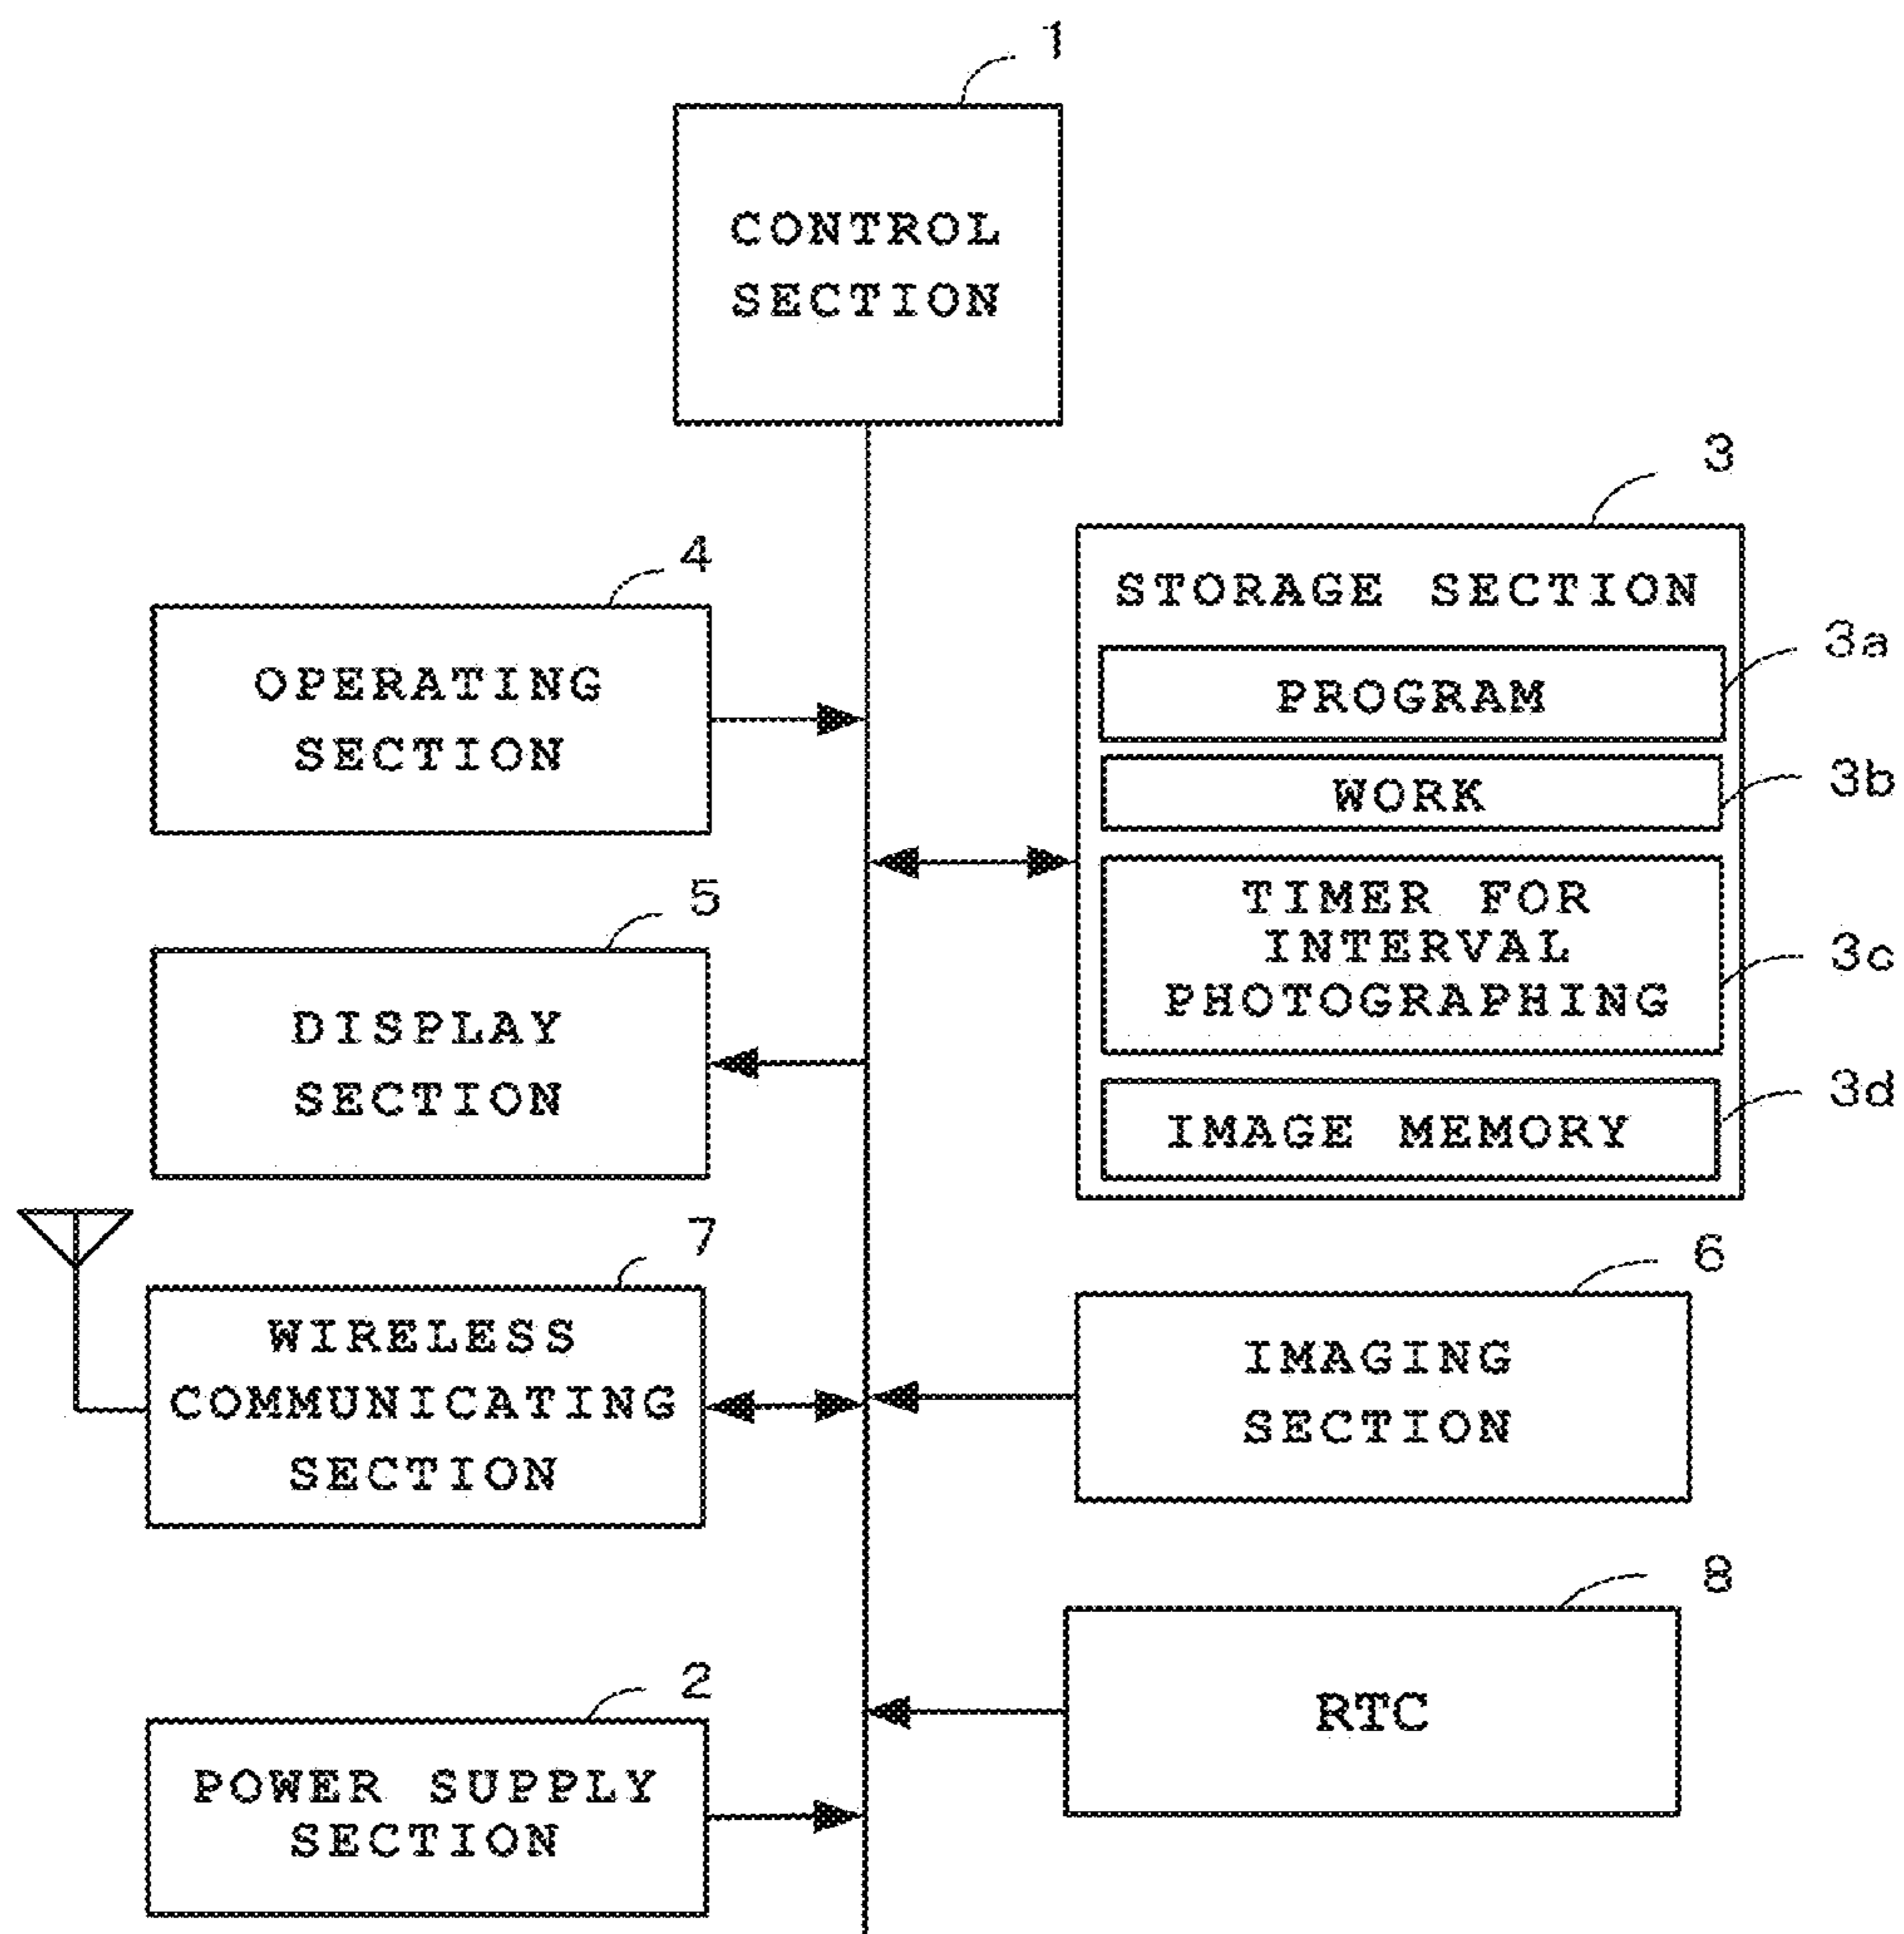 1
CONTROL
SECTION
3
STORAGE SECTION
3a
PROGRAM
3b
WORK
3c
TIMER FOR
INTERVAL
PHOTOGRAPHING
3d
IMAGE MEMORY
4
OPERATING
SECTION
5
DISPLAY
SECTION
7
WIRELESS
COMMUNICATING
SECTION
6
IMAGING
SECTION
8
RTC
2
POWER SUPPLY
SECTION